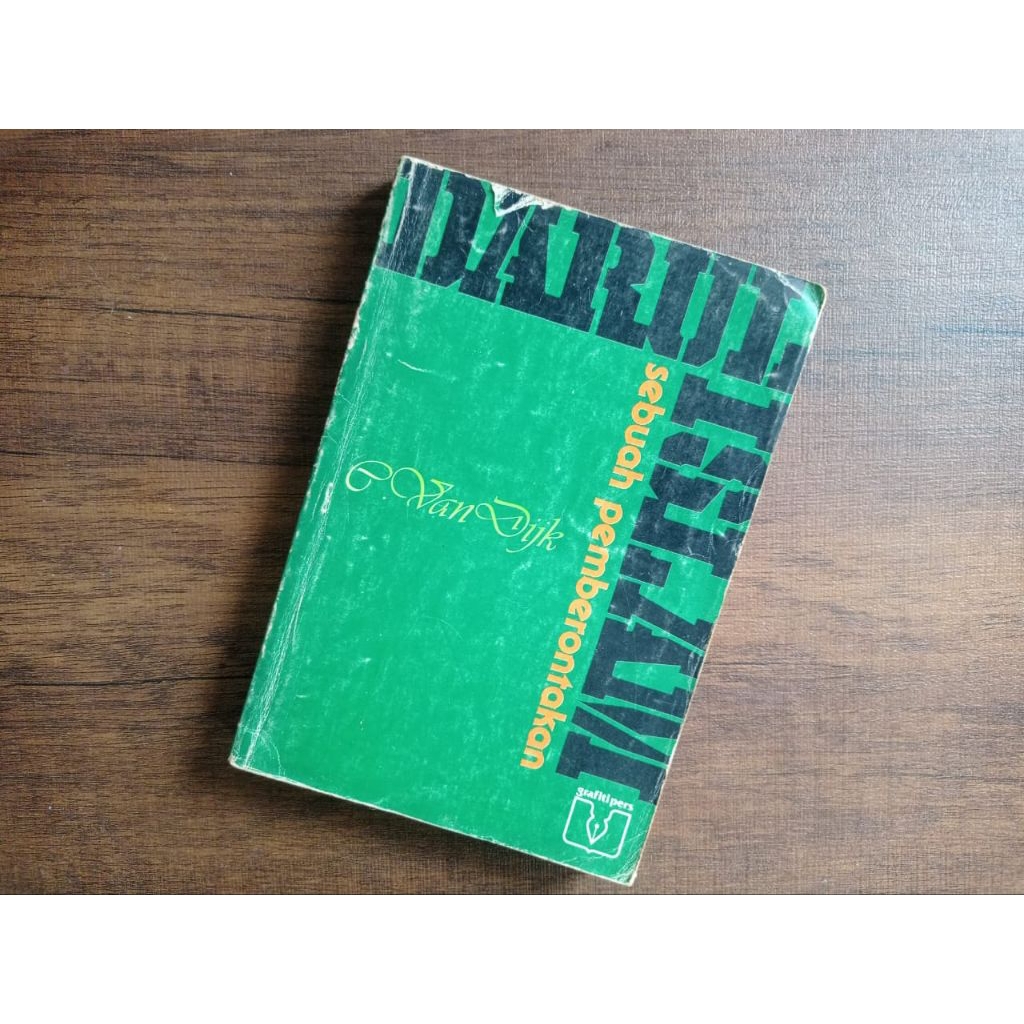 DARUL
ISLAM
sebuah pemberontakan
C. Van Dijk
grafitipers